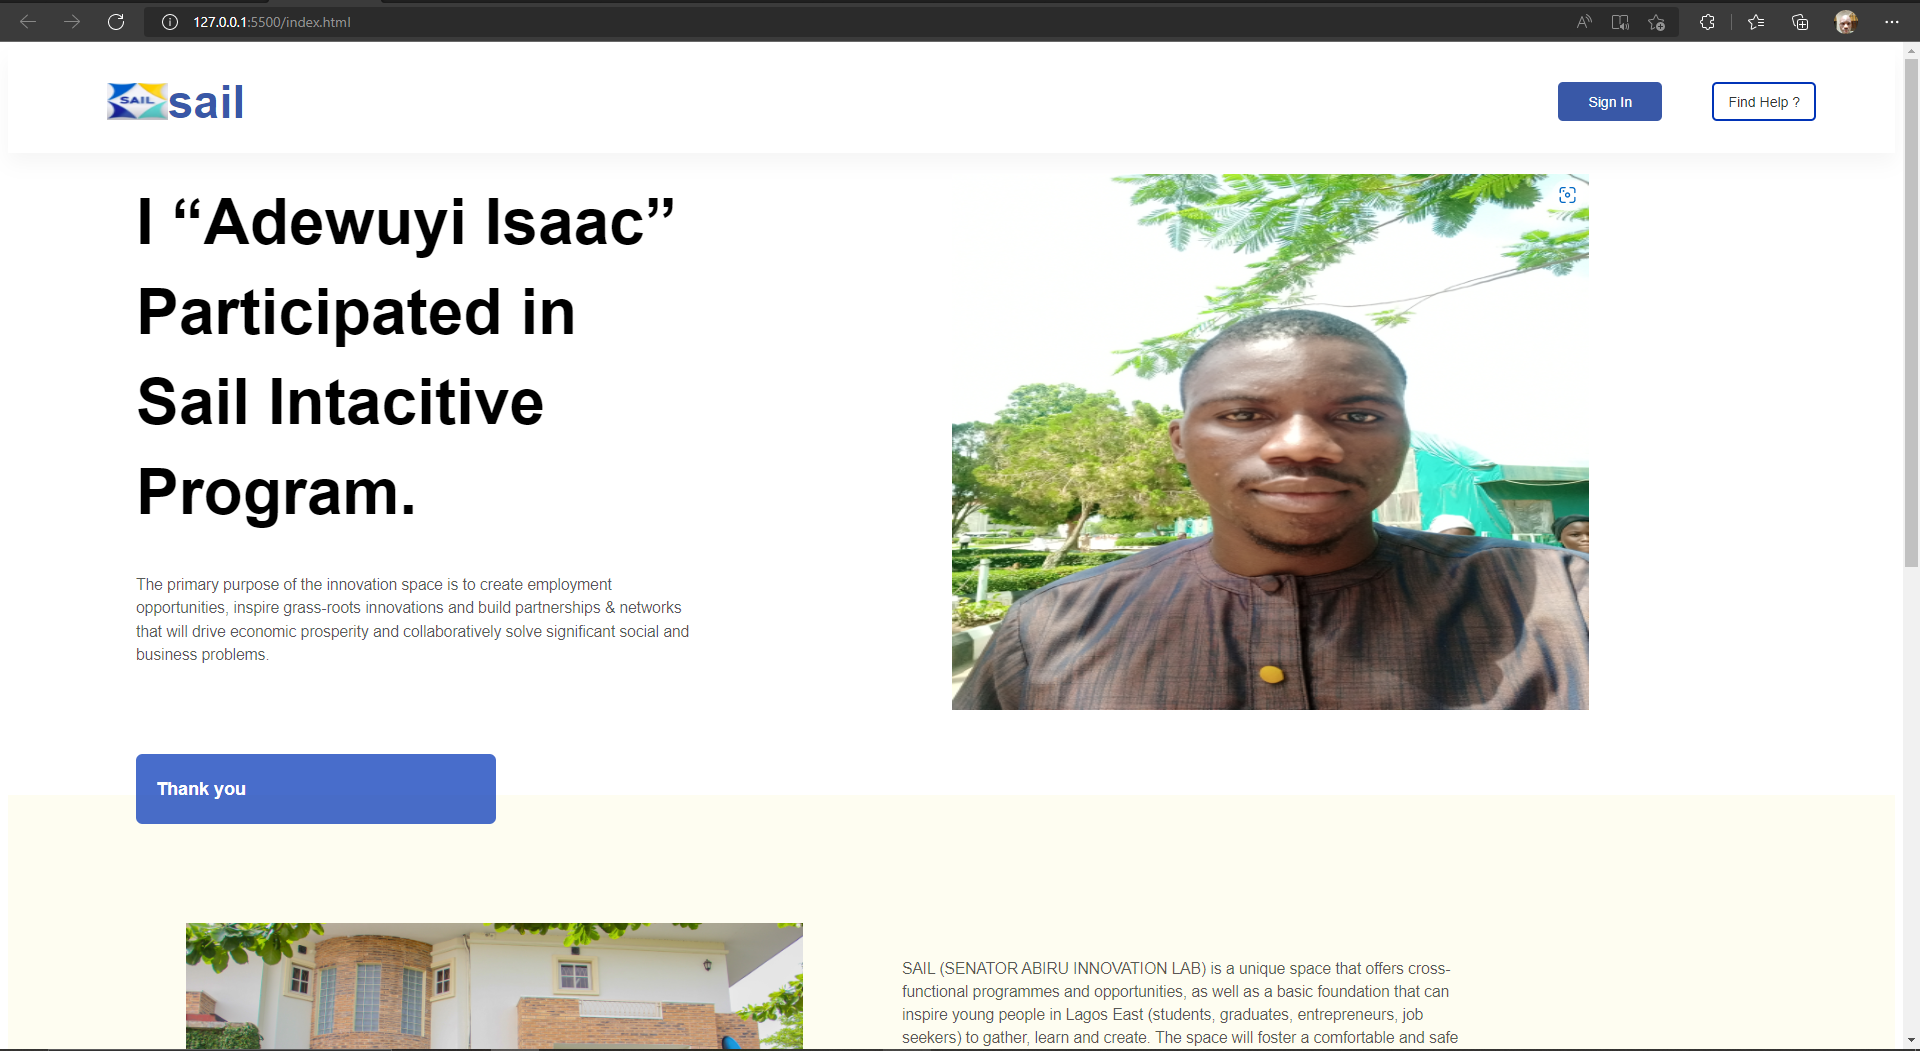 127.0.0.1:5500/index.html
SAIL sail
Sign In
Find Help ?
I “Adewuyi Isaac”
Participated in
Sail Intacitive
Program.
The primary purpose of the innovation space is to create employment
opportunities, inspire grass-roots innovations and build partnerships & networks
that will drive economic prosperity and collaboratively solve significant social and
business problems.
Thank you
SAIL (SENATOR ABIRU INNOVATION LAB) is a unique space that offers cross-
functional programmes and opportunities, as well as a basic foundation that can
inspire young people in Lagos East (students, graduates, entrepreneurs, job
seekers) to gather, learn and create. The space will foster a comfortable and safe